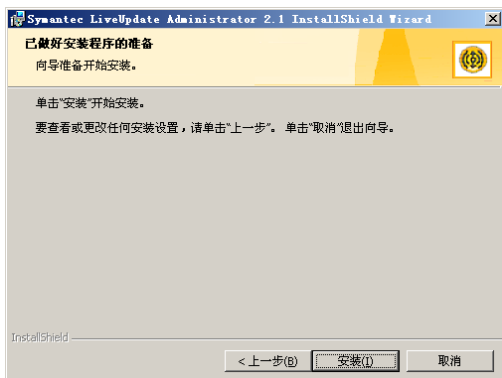 Symantec LiveUpdate Administrator 2.1 InstallShield Wizard
已做好安装程序的准备
向导准备开始安装。
单击“安装”开始安装。
要查看或更改任何安装设置，请单击“上一步”。 单击“取消”退出向导。
InstallShield
< 上一步(B)
安装(I)
取消